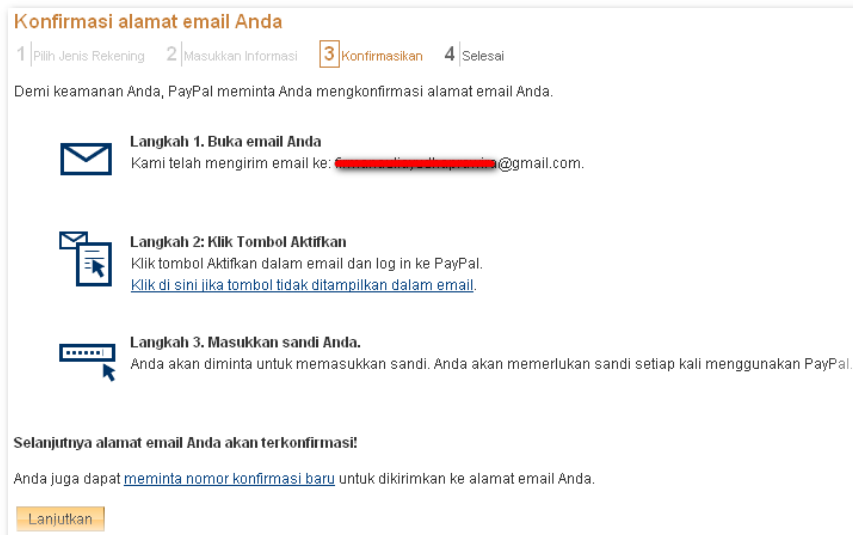 Konfirmasi alamat email Anda
1 Pilih Jenis Rekening 2 Masukkan Informasi 3 Konfirmasikan 4 Selesai
Demi keamanan Anda, PayPal meminta Anda mengkonfirmasi alamat email Anda.
Langkah 1. Buka email Anda
Kami telah mengirim email ke: @gmail.com.
Langkah 2: Klik Tombol Aktifkan
Klik tombol Aktifkan dalam email dan log in ke PayPal.
Klik di sini jika tombol tidak ditampilkan dalam email.
Langkah 3. Masukkan sandi Anda.
Anda akan diminta untuk memasukkan sandi. Anda akan memerlukan sandi setiap kali menggunakan PayPal.
Selanjutnya alamat email Anda akan terkonfirmasi!
Anda juga dapat meminta nomor konfirmasi baru untuk dikirimkan ke alamat email Anda.
Lanjutkan